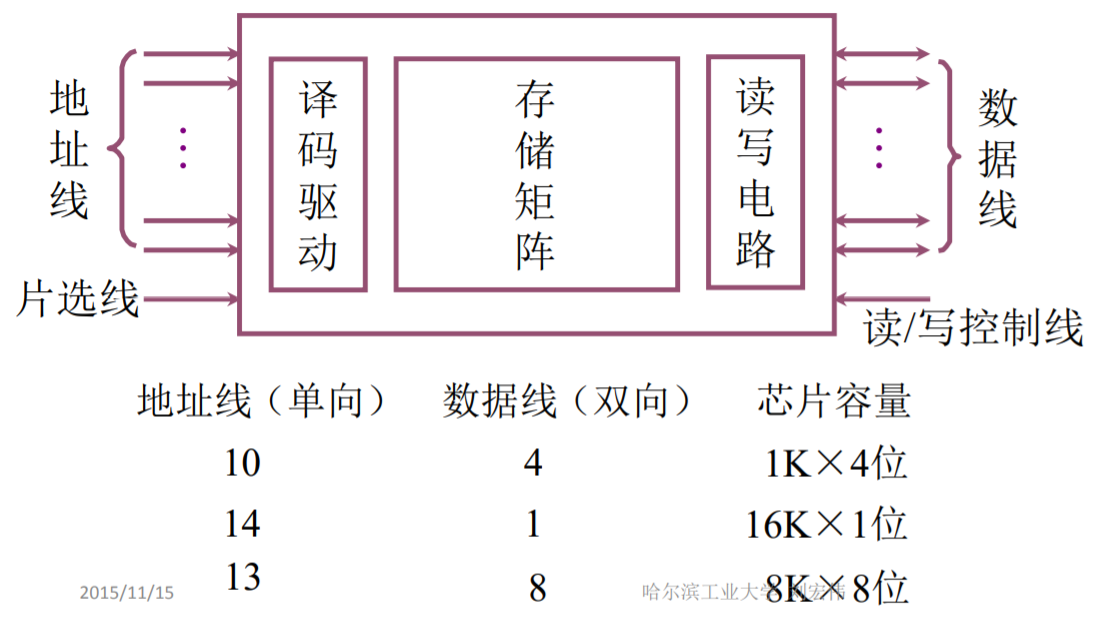 地址线
片选线
译码驱动
存储矩阵
读写电路
数据线
读/写控制线
地址线（单向） 数据线（双向） 芯片容量
10 4 1K×4位
14 1 16K×1位
13 8 8K×8位
2015/11/15 哈尔滨工业大学 刘宏伟